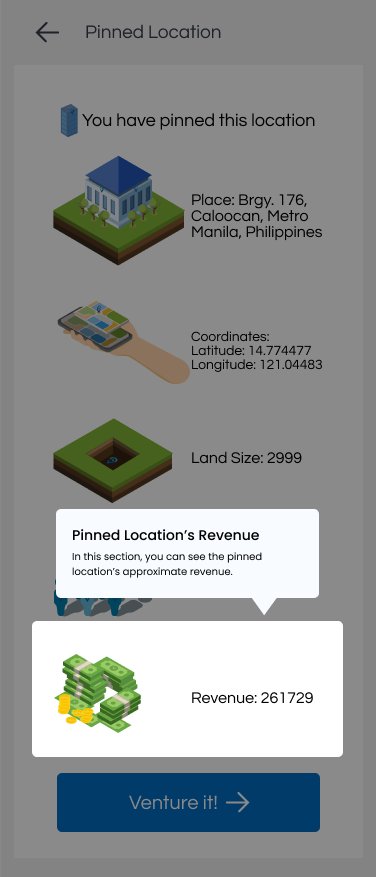 Pinned Location
You have pinned this location
Place: Brgy. 176,
Caloocan, Metro
Manila, Philippines
Coordinates:
Latitude: 14.774477
Longitude: 121.04483
Land Size: 2999
Pinned Location’s Revenue
In this section, you can see the pinned
location’s approximate revenue.
Revenue: 261729
Venture it!